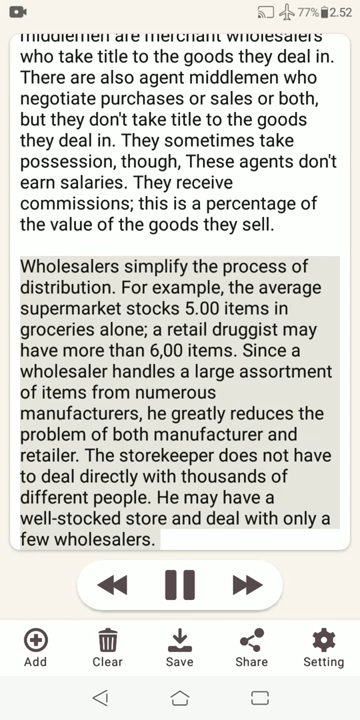 77% 2.52
middlemen are merchant wholesalers
who take title to the goods they deal in.
There are also agent middlemen who
negotiate purchases or sales or both,
but they don't take title to the goods
they deal in. They sometimes take
possession, though, These agents don't
earn salaries. They receive
commissions; this is a percentage of
the value of the goods they sell.
Wholesalers simplify the process of
distribution. For example, the average
supermarket stocks 5.00 items in
groceries alone; a retail druggist may
have more than 6,00 items. Since a
wholesaler handles a large assortment
of items from numerous
manufacturers, he greatly reduces the
problem of both manufacturer and
retailer. The storekeeper does not have
to deal directly with thousands of
different people. He may have a
well-stocked store and deal with only a
few wholesalers.
Add Clear Save Share Setting